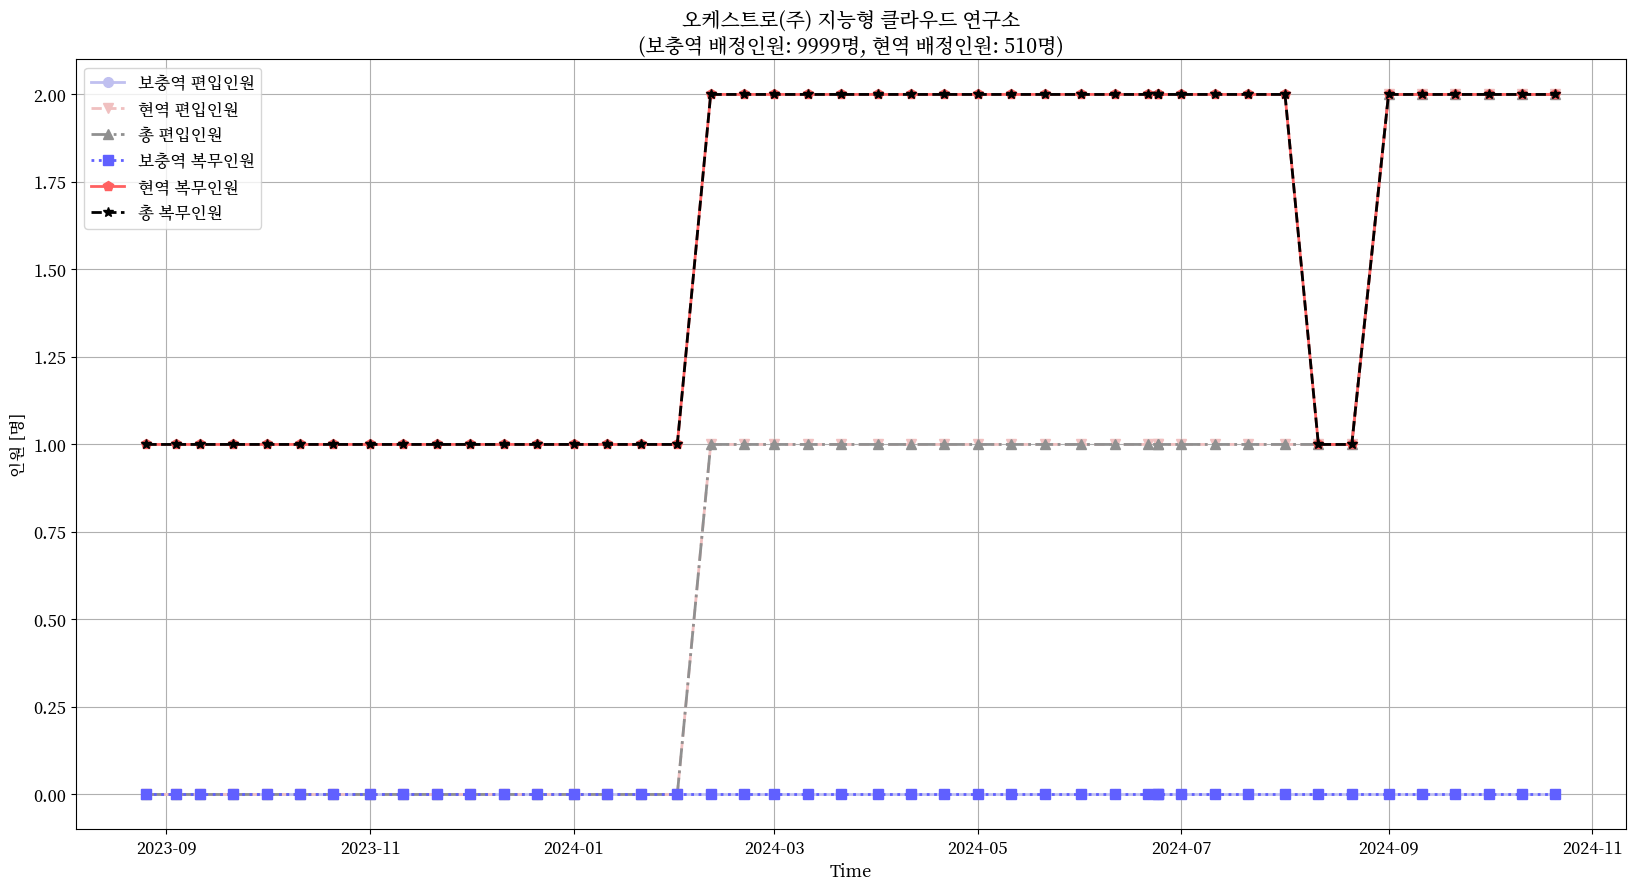 오케스트로(주) 지능형 클라우드 연구소
(보충역 배정인원: 9999명, 현역 배정인원: 510명)
보충역 편입인원
현역 편입인원
총 편입인원
보충역 복무인원
현역 복무인원
총 복무인원
2.00
1.75
1.50
1.25
1.00
0.75
0.50
0.25
0.00
인원 [명]
2023-09
2023-11
2024-01
2024-03
2024-05
2024-07
2024-09
2024-11
Time